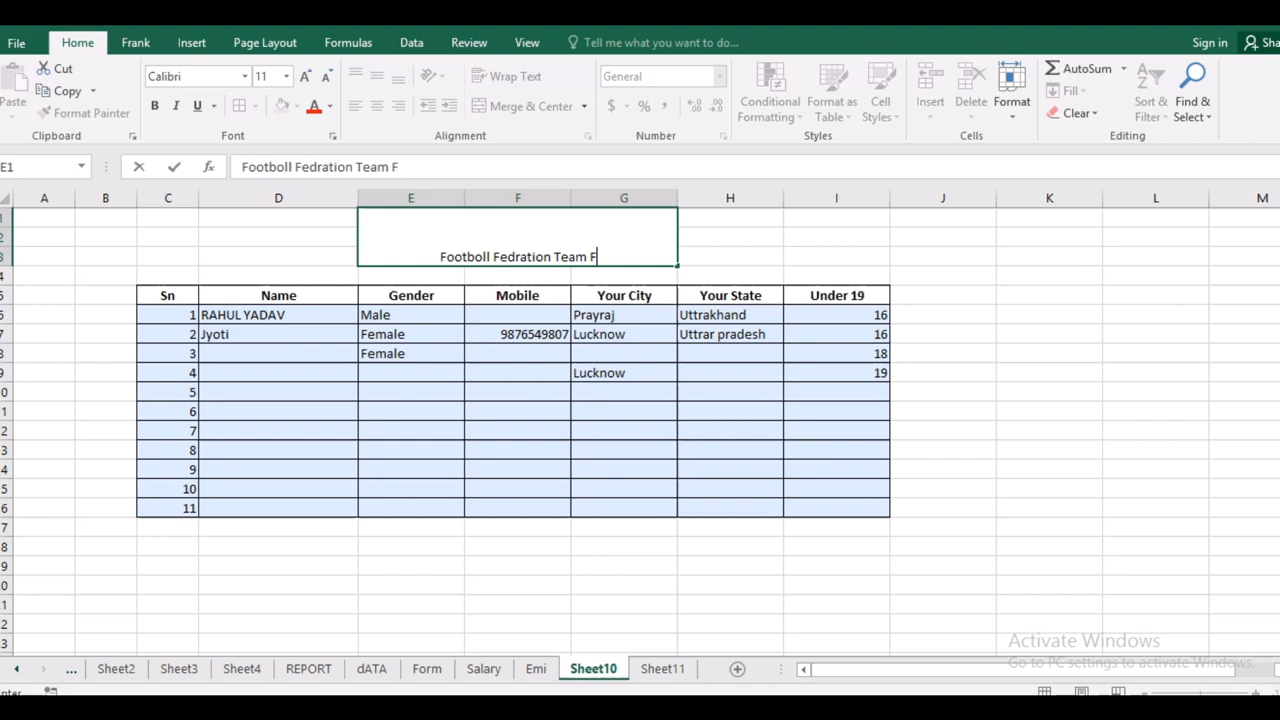 File Home Frank Insert Page Layout Formulas Data Review View Tell me what you want to do... Sign in
Cut Calibri 11 Wrap Text General AutoSum
Paste Copy Conditional Format as Cell Insert Delete Format Fill Sort & Find &
Format Painter B I U A Merge & Center $ % Formatting Table Styles Clear Filter Select
Clipboard Font Alignment Number Styles Cells Editing
E1 fx Footboll Fedration Team F
A B C D E F G H I J K L M
Footboll Fedration Team F
Sn Name Gender Mobile Your City Your State Under 19
1 RAHUL YADAV Male Prayraj Uttrakhand 16
2 Jyoti Female 9876549807 Lucknow Uttrar pradesh 16
3 Female 18
4 Lucknow 19
5
6
7
8
9
10
11
Activate Windows
Go to PC settings to activate Windows.
... Sheet2 Sheet3 Sheet4 REPORT dATA Form Salary Emi Sheet10 Sheet11